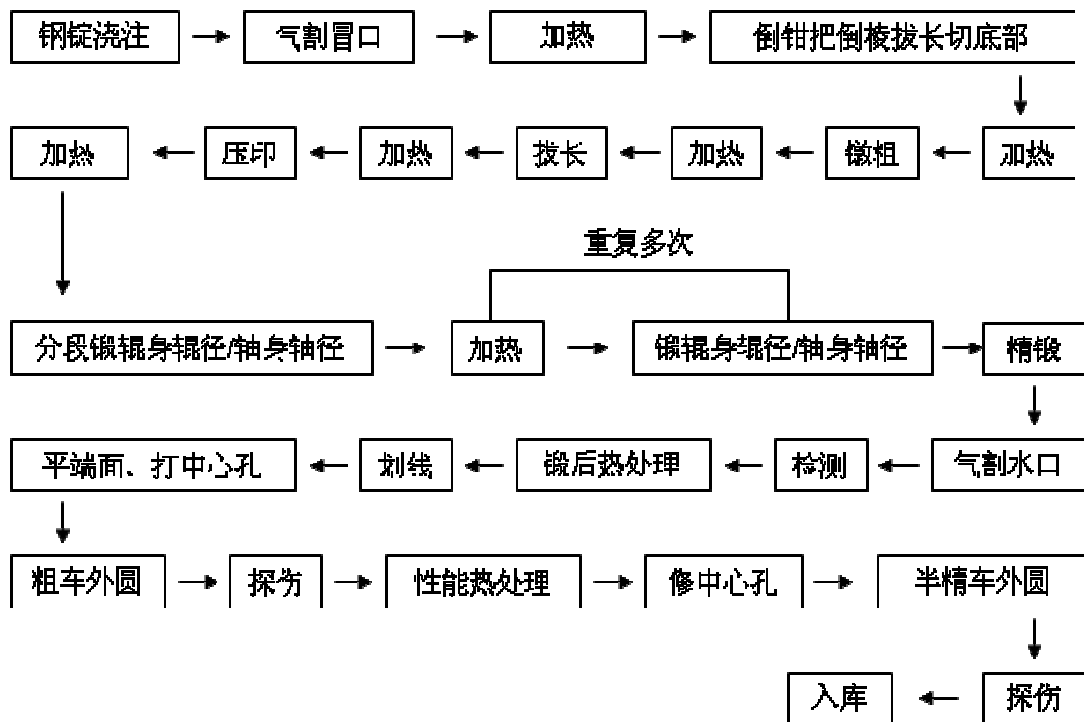 钢锭浇注 → 气割冒口 → 加热 → 倒钳把倒棱拔长切底部
加热 ← 压印 ← 加热 ← 拔长 ← 加热 ← 镦粗 ← 加热
重复多次
分段锻辊身辊径/轴身轴径 → 加热 → 锻辊身辊径/轴身轴径 → 精锻
平端面、打中心孔 ← 划线 ← 锻后热处理 ← 检测 ← 气割水口
粗车外圆 → 探伤 → 性能热处理 → 修中心孔 → 半精车外圆
入库 ← 探伤